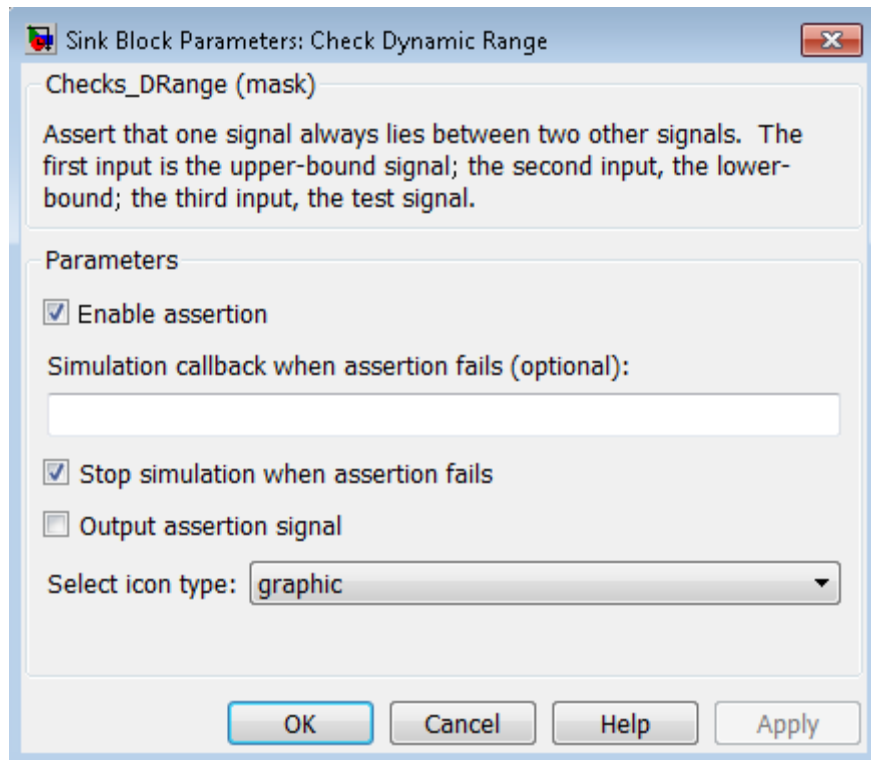 Sink Block Parameters: Check Dynamic Range
Checks_DRange (mask)
Assert that one signal always lies between two other signals.  The
first input is the upper-bound signal; the second input, the lower-
bound; the third input, the test signal.
Parameters
Enable assertion
Simulation callback when assertion fails (optional):
Stop simulation when assertion fails
Output assertion signal
Select icon type: graphic
OK Cancel Help Apply